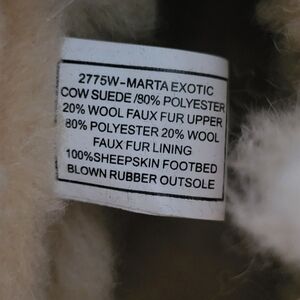 2775W-MARTA EXOTIC
COW SUEDE /80% POLYESTER
20% WOOL FAUX FUR UPPER
80% POLYESTER 20% WOOL
FAUX FUR LINING
100%SHEEPSKIN FOOTBED
BLOWN RUBBER OUTSOLE